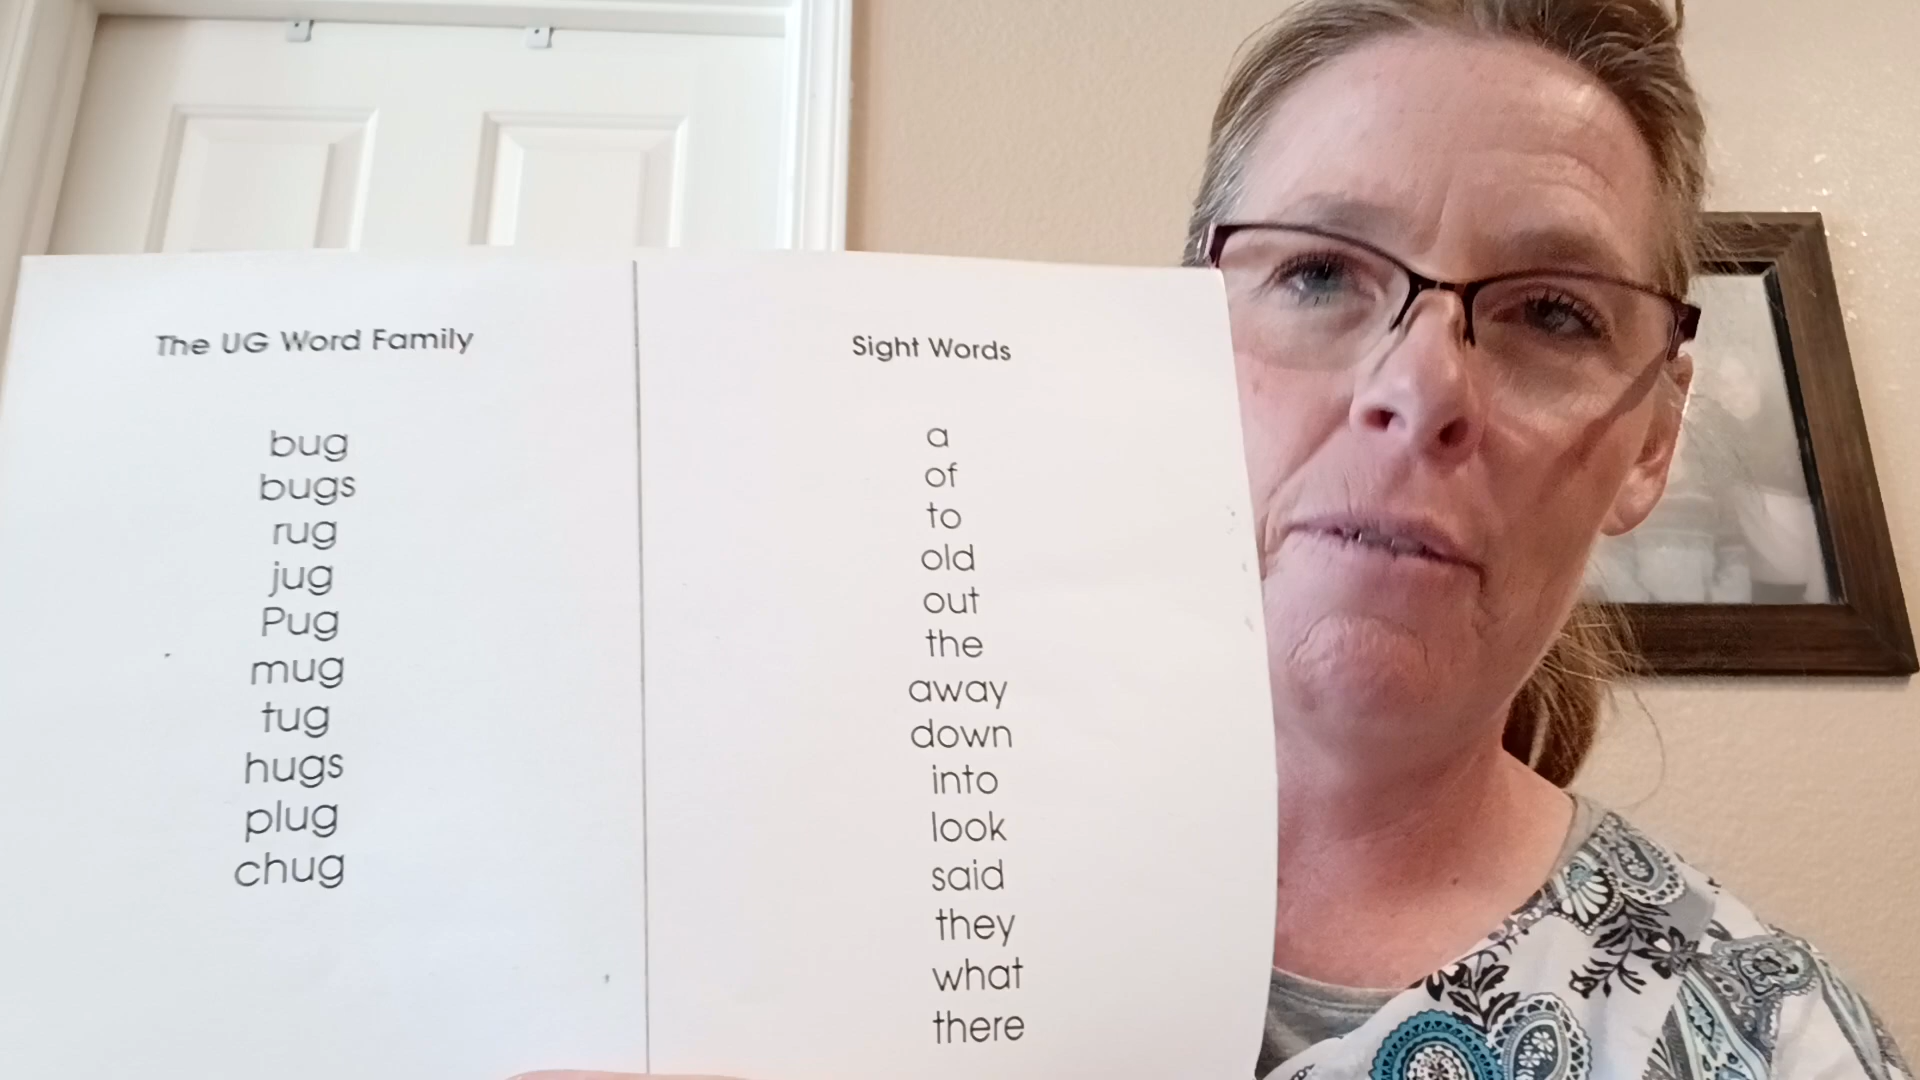 The UG Word Family
bug
bugs
rug
jug
Pug
mug
tug
hugs
plug
chug
Sight Words
a
of
to
old
out
the
away
down
into
look
said
they
what
there